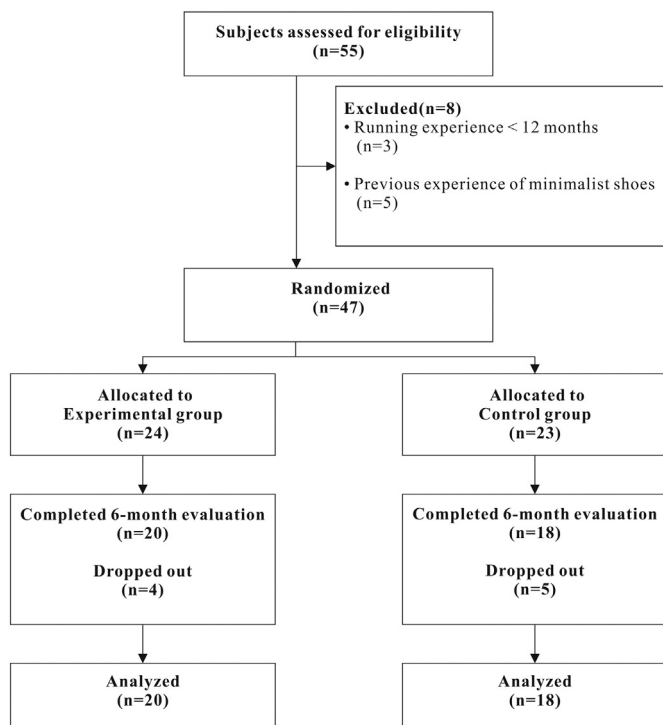 Subjects assessed for eligibility
(n=55)
Excluded(n=8)
• Running experience < 12 months
(n=3)
• Previous experience of minimalist shoes
(n=5)
Randomized
(n=47)
Allocated to
Experimental group
(n=24)
Allocated to
Control group
(n=23)
Completed 6-month evaluation
(n=20)
Dropped out
(n=4)
Completed 6-month evaluation
(n=18)
Dropped out
(n=5)
Analyzed
(n=20)
Analyzed
(n=18)